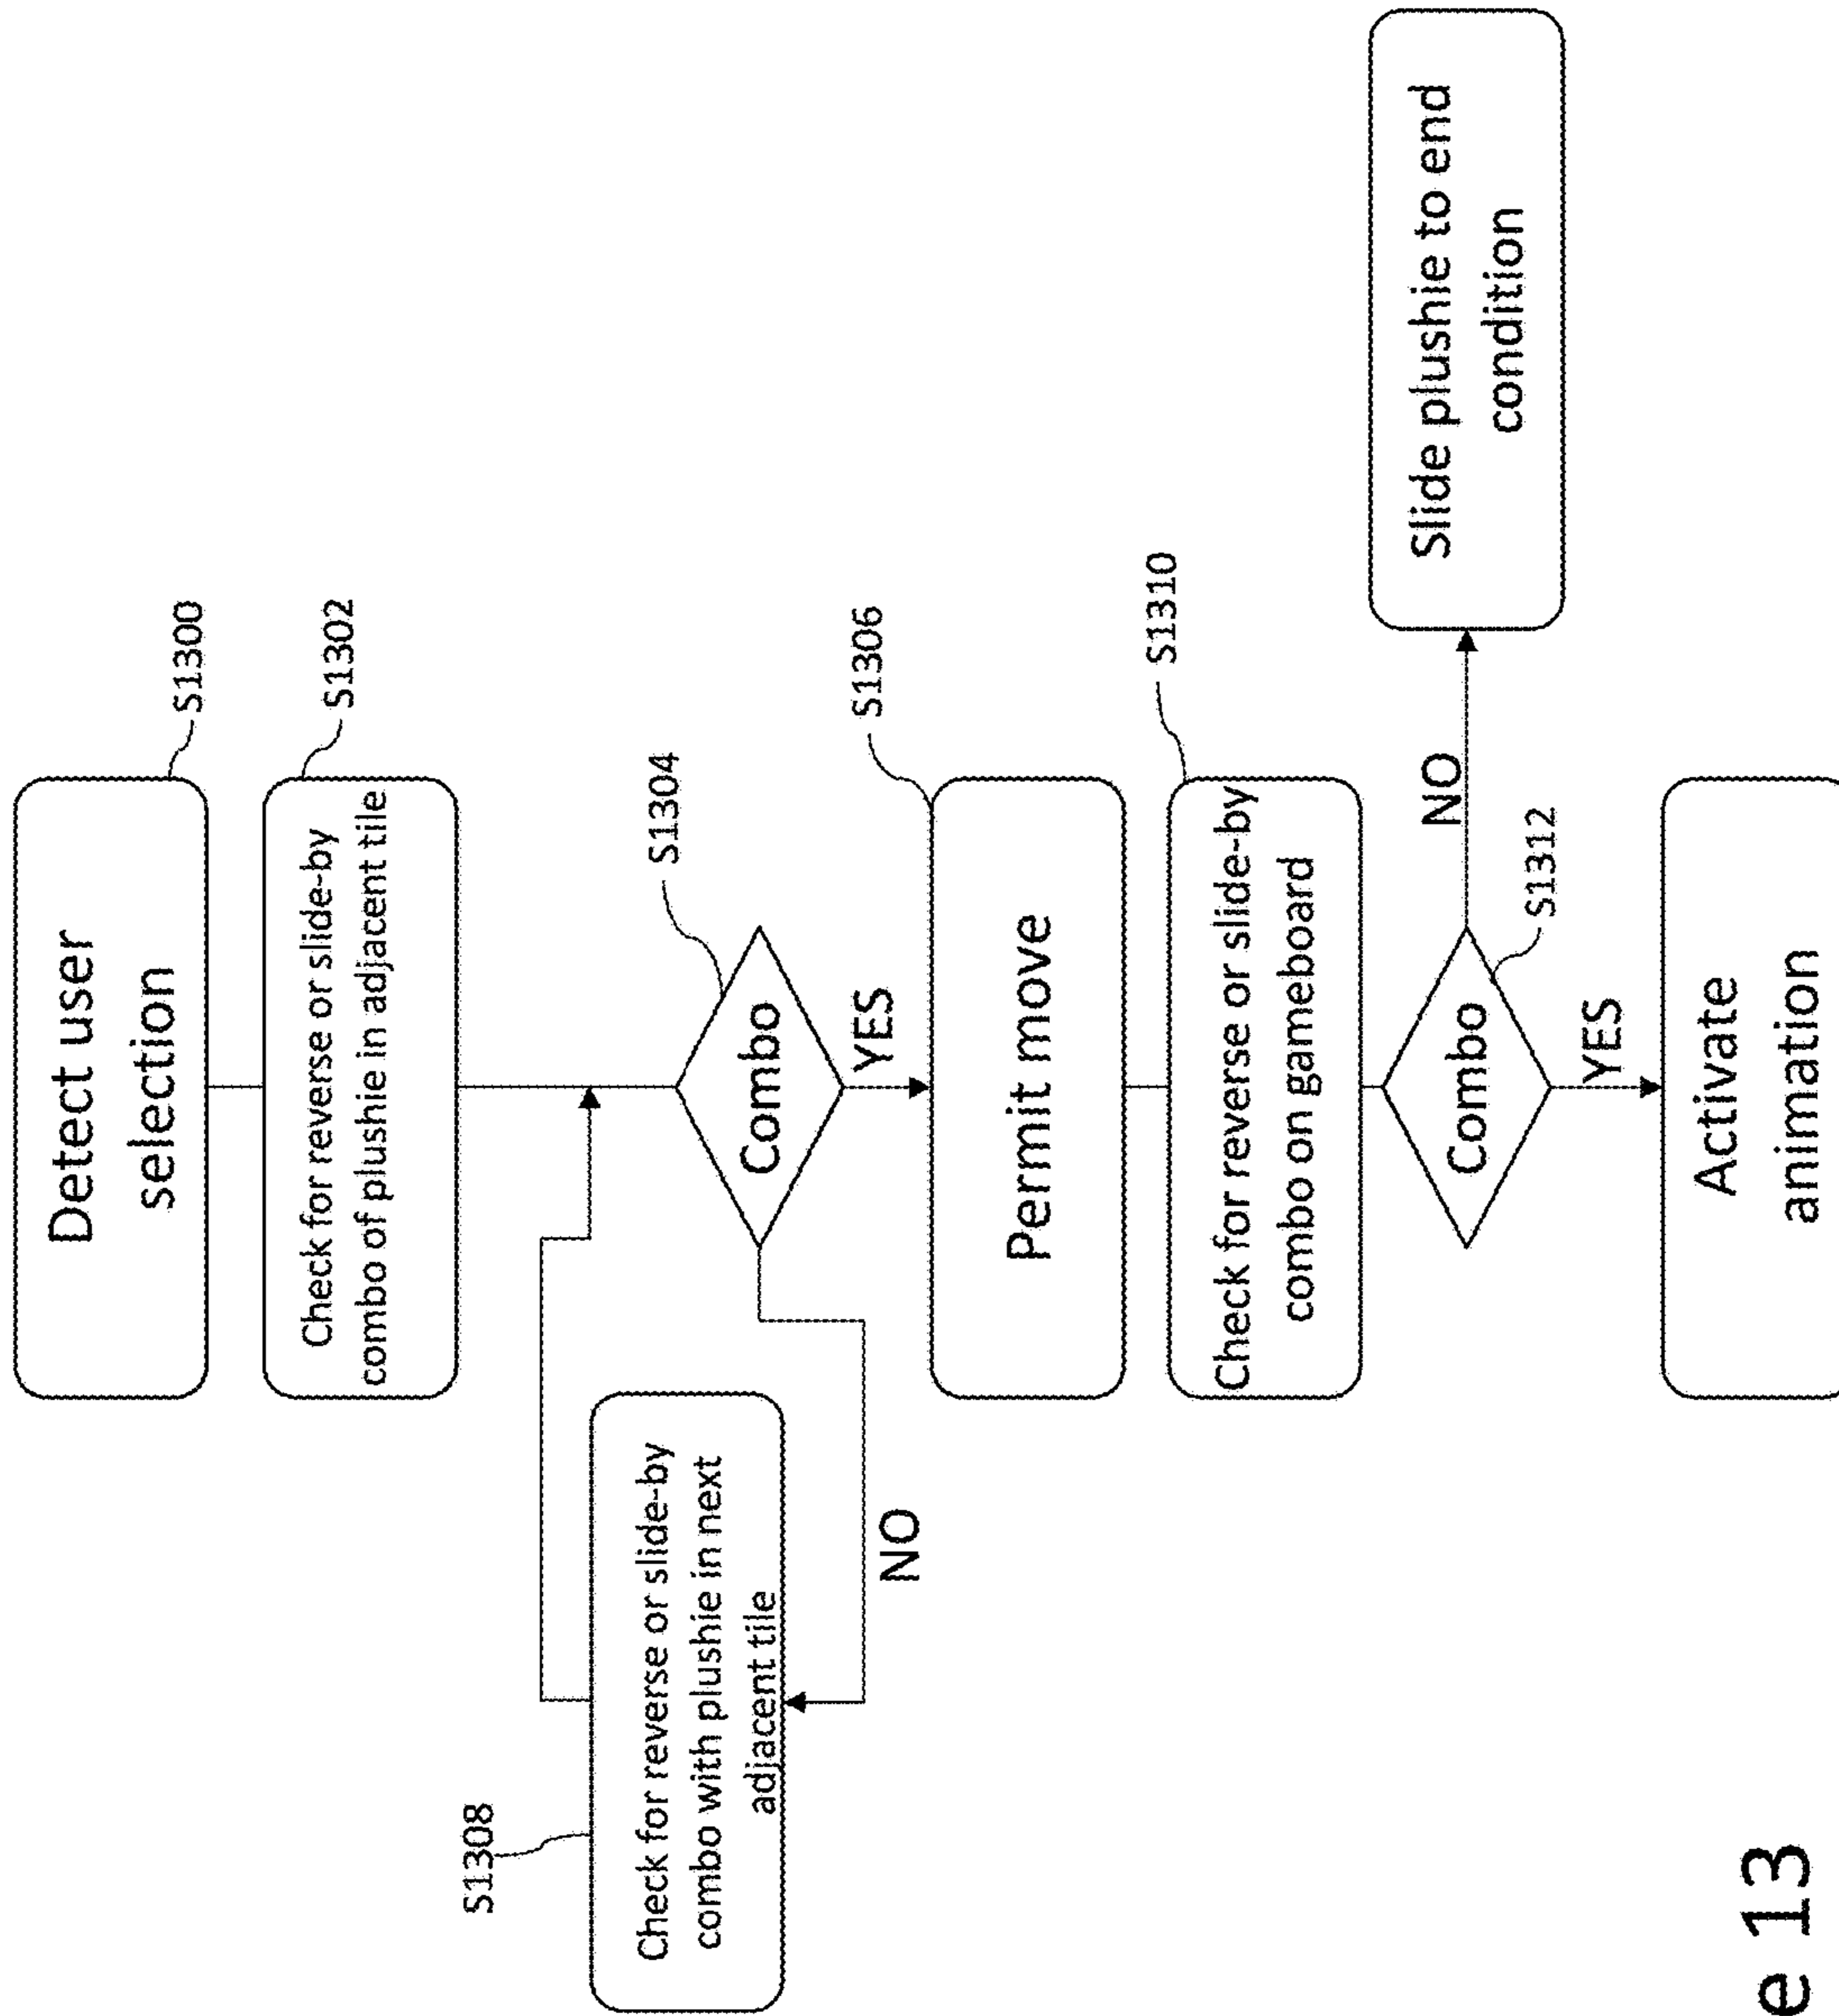 Detect user
selection
S1300
Check for reverse or slide-by
combo of plushie in adjacent tile
S1302
S1308
Check for reverse or slide-by
combo with plushie in next
adjacent tile
Combo
S1304
NO
YES
Permit move
S1306
Check for reverse or slide-by
combo on gameboard
S1310
Combo
S1312
NO
Slide plushie to end
condition
YES
Activate
animation
e 13